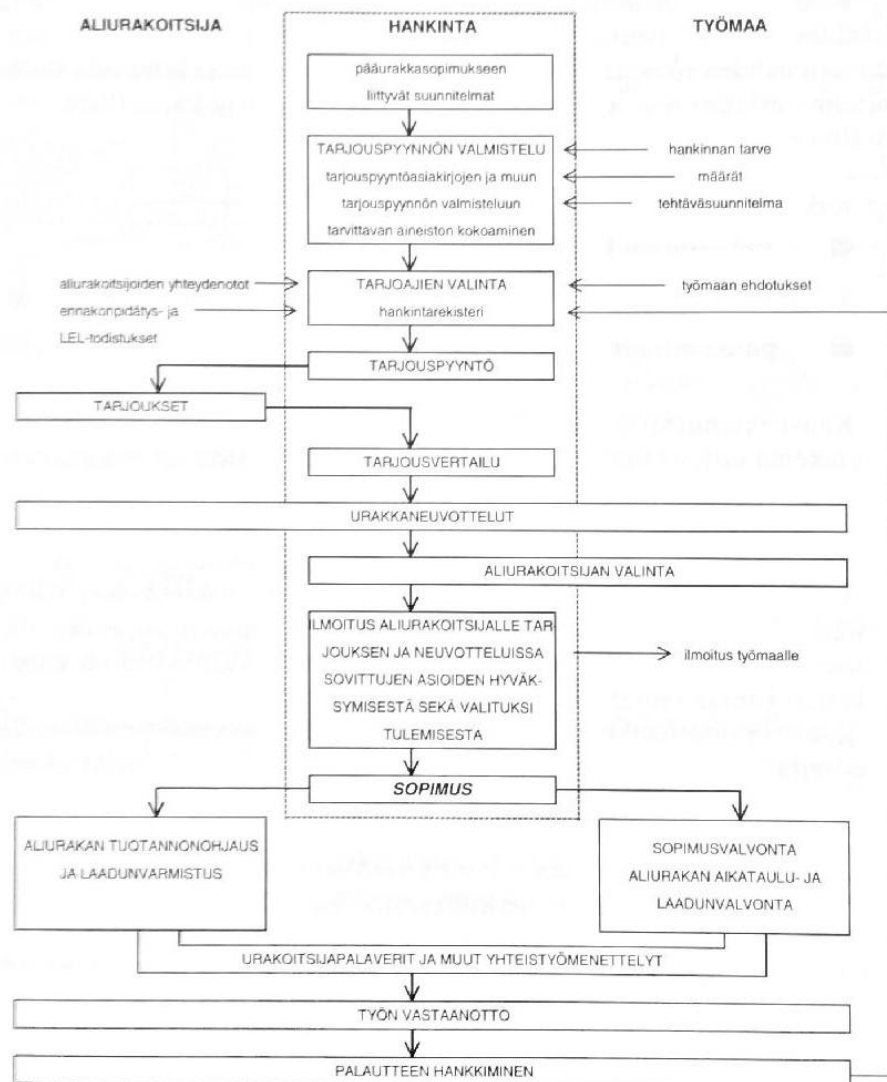 ALIURAKOITSIJA
HANKINTA
TYÖMAA
pääurakkasopimukseen
liittyvät suunnitelmat
TARJOUSPYYNNÖN VALMISTELU
tarjouspyyntöasiakirjojen ja muun
tarjouspyynnön valmisteluun
tarvittavan aineiston kokoaminen
hankinnan tarve
määrät
tehtäväsuunnitelma
aliurakoitsijoiden yhteydenotot
ennakonpidätys- ja
LEL-todistukset
TARJOAJIEN VALINTA
hankintarekisteri
työmaan ehdotukset
TARJOUSPYYNTÖ
TARJOUKSET
TARJOUSVERTAILU
URAKKANEUVOTTELUT
ALIURAKOITSIJAN VALINTA
ILMOITUS ALIURAKOITSIJALLE TAR
JOUKSEN JA NEUVOTTELUISSA
SOVITTUJEN ASIOIDEN HYVÄK-
SYMISESTÄ SEKÄ VALITUKSI
TULEMISESTA
ilmoitus työmaalle
SOPIMUS
ALIURAKAN TUOTANNONOHJAUS
JA LAADUNVARMISTUS
SOPIMUSVALVONTA
ALIURAKAN AIKATAULU- JA
LAADUNVALVONTA
URAKOITSIJAPALAVERIT JA MUUT YHTEISTYÖMENETTELYT
TYÖN VASTAANOTTO
PALAUTTEEN HANKKIMINEN